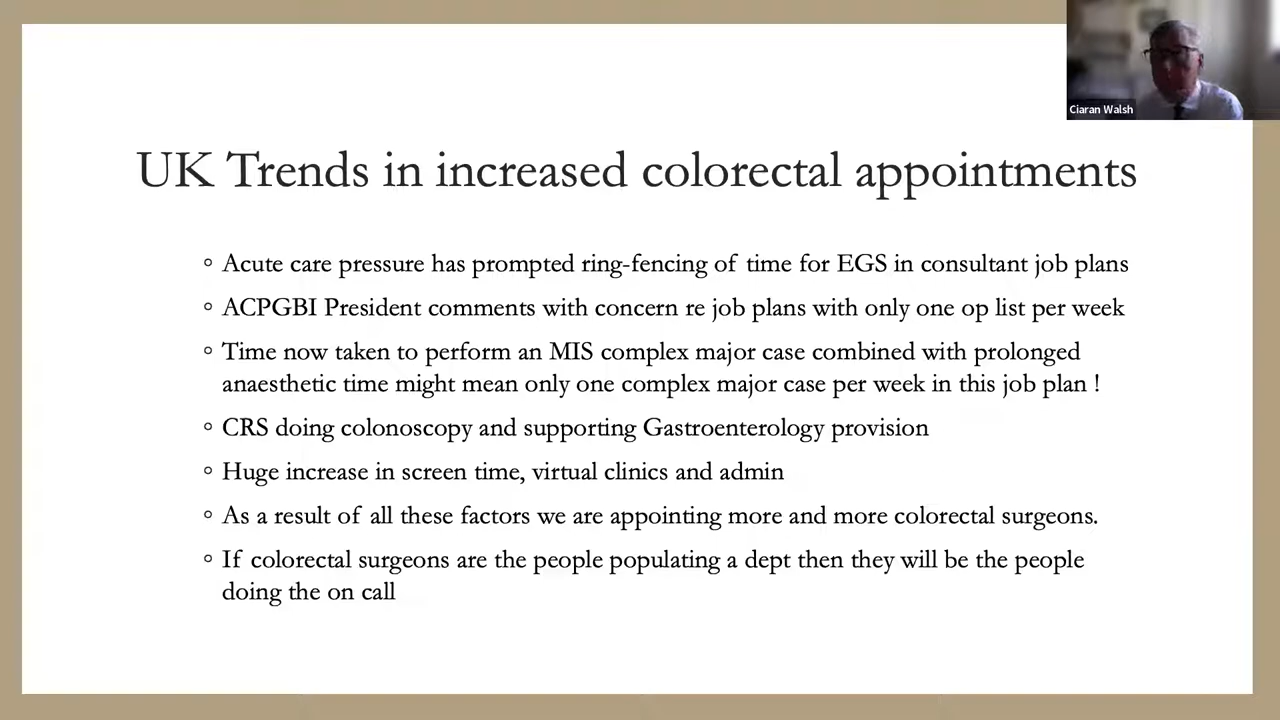 Ciaran Walsh
UK Trends in increased colorectal appointments
◦ Acute care pressure has prompted ring-fencing of time for EGS in consultant job plans
◦ ACPGBI President comments with concern re job plans with only one op list per week
◦ Time now taken to perform an MIS complex major case combined with prolonged
anaesthetic time might mean only one complex major case per week in this job plan !
◦ CRS doing colonoscopy and supporting Gastroenterology provision
◦ Huge increase in screen time, virtual clinics and admin
◦ As a result of all these factors we are appointing more and more colorectal surgeons.
◦ If colorectal surgeons are the people populating a dept then they will be the people
doing the on call